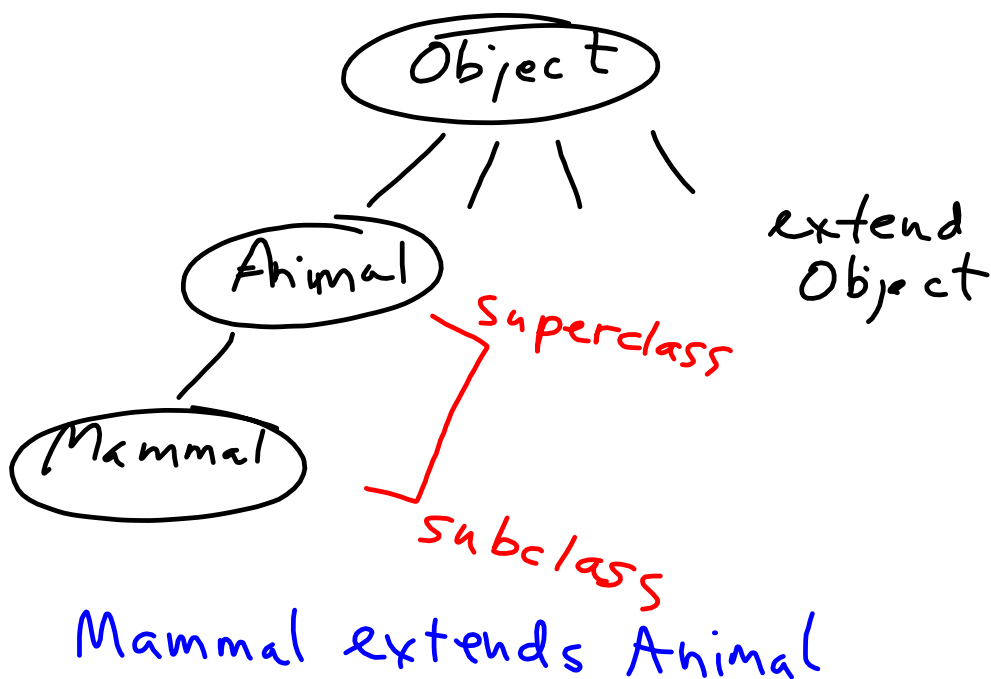 Object
extend
Object
Animal
superclass
Mammal
subclass
Mammal extends Animal